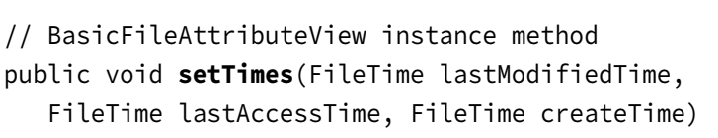 // BasicFileAttributeView instance method
public void setTimes(FileTime lastModifiedTime,
   FileTime lastAccessTime, FileTime createTime)